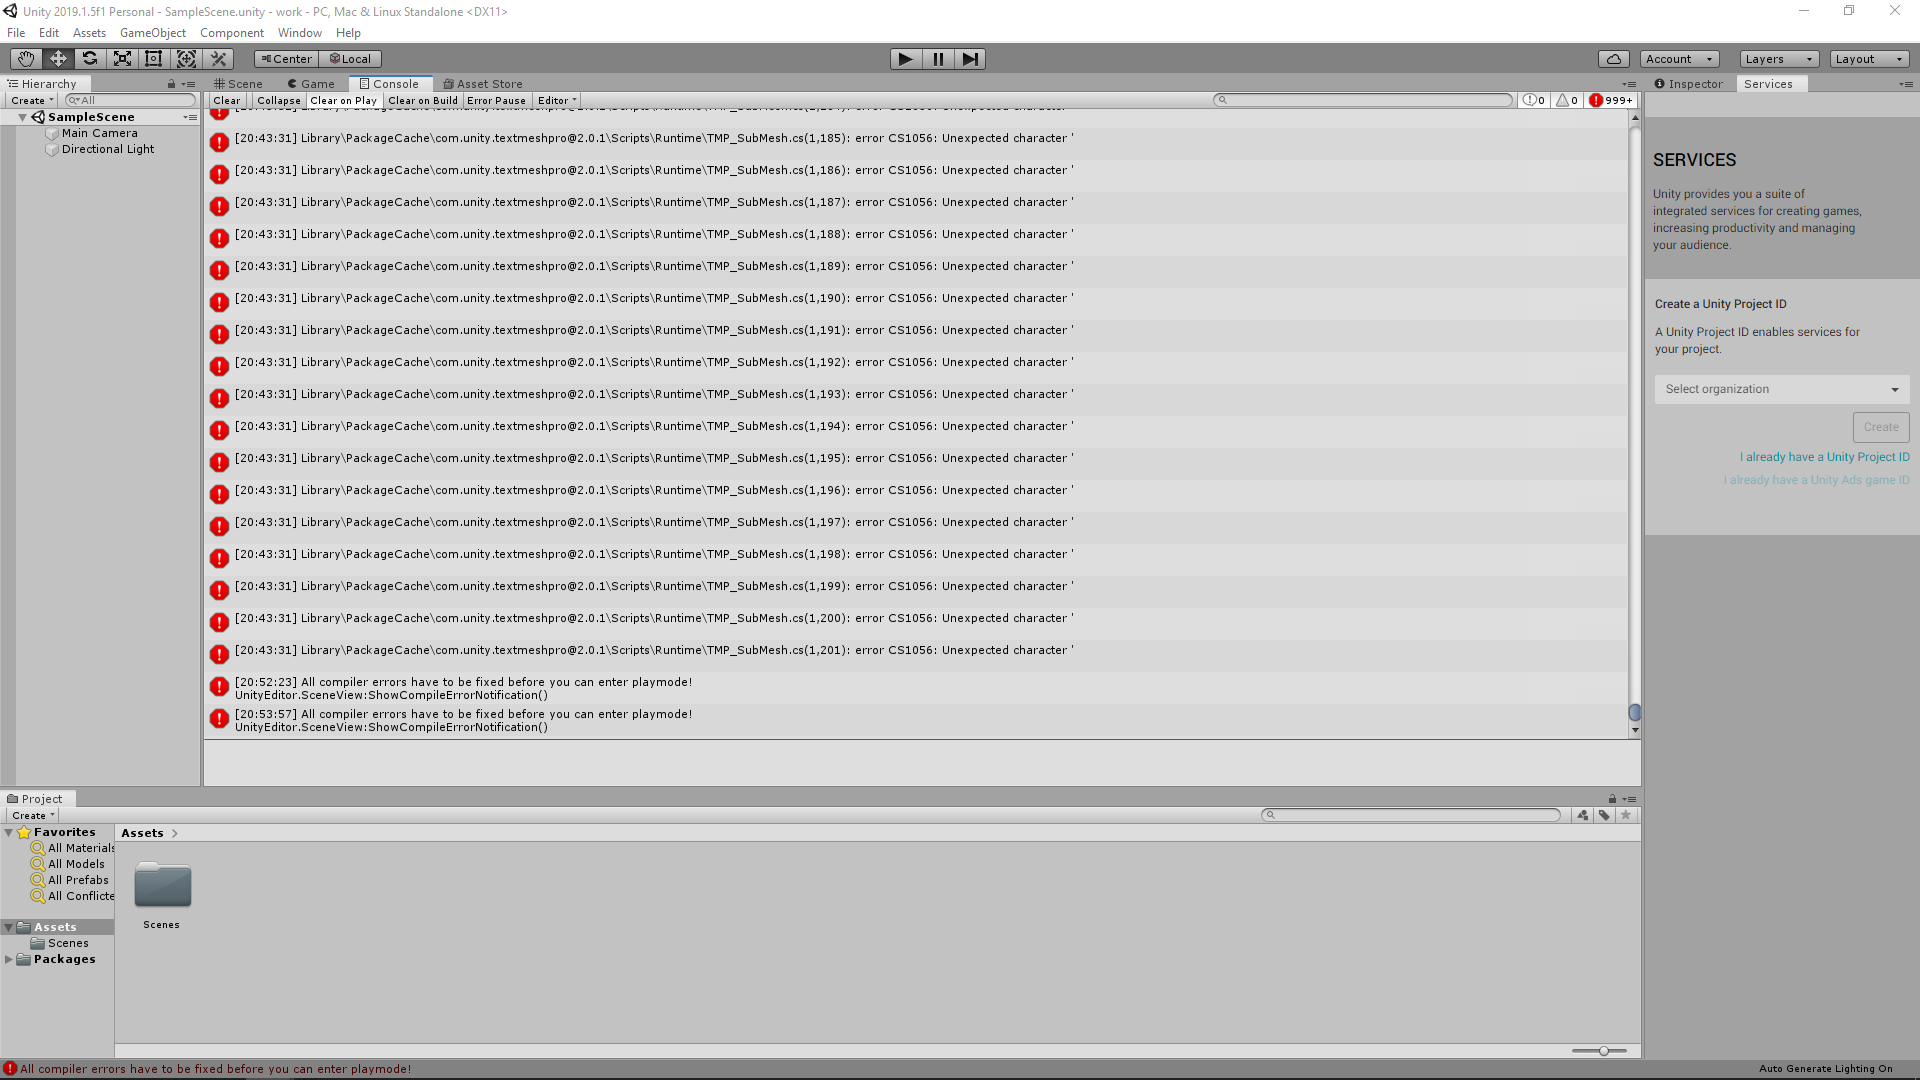 Unity 2019.1.5f1 Personal - SampleScene.unity - work - PC, Mac & Linux Standalone <DX11>
File Edit Assets GameObject Component Window Help
Center Local Account Layers Layout
Hierarchy Scene Game Console Asset Store Inspector Services
Create All Clear Collapse Clear on Play Clear on Build Error Pause Editor 0 0 999+
SampleScene
Main Camera
Directional Light
[20:43:31] Library\PackageCache\com.unity.textmeshpro@2.0.1\Scripts\Runtime\TMP_SubMesh.cs(1,185): error CS1056: Unexpected character '
[20:43:31] Library\PackageCache\com.unity.textmeshpro@2.0.1\Scripts\Runtime\TMP_SubMesh.cs(1,186): error CS1056: Unexpected character '
[20:43:31] Library\PackageCache\com.unity.textmeshpro@2.0.1\Scripts\Runtime\TMP_SubMesh.cs(1,187): error CS1056: Unexpected character '
[20:43:31] Library\PackageCache\com.unity.textmeshpro@2.0.1\Scripts\Runtime\TMP_SubMesh.cs(1,188): error CS1056: Unexpected character '
[20:43:31] Library\PackageCache\com.unity.textmeshpro@2.0.1\Scripts\Runtime\TMP_SubMesh.cs(1,189): error CS1056: Unexpected character '
[20:43:31] Library\PackageCache\com.unity.textmeshpro@2.0.1\Scripts\Runtime\TMP_SubMesh.cs(1,190): error CS1056: Unexpected character '
[20:43:31] Library\PackageCache\com.unity.textmeshpro@2.0.1\Scripts\Runtime\TMP_SubMesh.cs(1,191): error CS1056: Unexpected character '
[20:43:31] Library\PackageCache\com.unity.textmeshpro@2.0.1\Scripts\Runtime\TMP_SubMesh.cs(1,192): error CS1056: Unexpected character '
[20:43:31] Library\PackageCache\com.unity.textmeshpro@2.0.1\Scripts\Runtime\TMP_SubMesh.cs(1,193): error CS1056: Unexpected character '
[20:43:31] Library\PackageCache\com.unity.textmeshpro@2.0.1\Scripts\Runtime\TMP_SubMesh.cs(1,194): error CS1056: Unexpected character '
[20:43:31] Library\PackageCache\com.unity.textmeshpro@2.0.1\Scripts\Runtime\TMP_SubMesh.cs(1,195): error CS1056: Unexpected character '
[20:43:31] Library\PackageCache\com.unity.textmeshpro@2.0.1\Scripts\Runtime\TMP_SubMesh.cs(1,196): error CS1056: Unexpected character '
[20:43:31] Library\PackageCache\com.unity.textmeshpro@2.0.1\Scripts\Runtime\TMP_SubMesh.cs(1,197): error CS1056: Unexpected character '
[20:43:31] Library\PackageCache\com.unity.textmeshpro@2.0.1\Scripts\Runtime\TMP_SubMesh.cs(1,198): error CS1056: Unexpected character '
[20:43:31] Library\PackageCache\com.unity.textmeshpro@2.0.1\Scripts\Runtime\TMP_SubMesh.cs(1,199): error CS1056: Unexpected character '
[20:43:31] Library\PackageCache\com.unity.textmeshpro@2.0.1\Scripts\Runtime\TMP_SubMesh.cs(1,200): error CS1056: Unexpected character '
[20:43:31] Library\PackageCache\com.unity.textmeshpro@2.0.1\Scripts\Runtime\TMP_SubMesh.cs(1,201): error CS1056: Unexpected character '
[20:52:23] All compiler errors have to be fixed before you can enter playmode!
UnityEditor.SceneView:ShowCompileErrorNotification()
[20:53:57] All compiler errors have to be fixed before you can enter playmode!
UnityEditor.SceneView:ShowCompileErrorNotification()
SERVICES
Unity provides you a suite of
integrated services for creating games,
increasing productivity and managing
your audience.
Create a Unity Project ID
A Unity Project ID enables services for
your project.
Select organization
Create
I already have a Unity Project ID
I already have a Unity Ads game ID
Project
Create
Favorites
All Materials
All Models
All Prefabs
All Conflicte
Assets
Scenes
Packages
Assets
Scenes
All compiler errors have to be fixed before you can enter playmode!
Auto Generate Lighting On